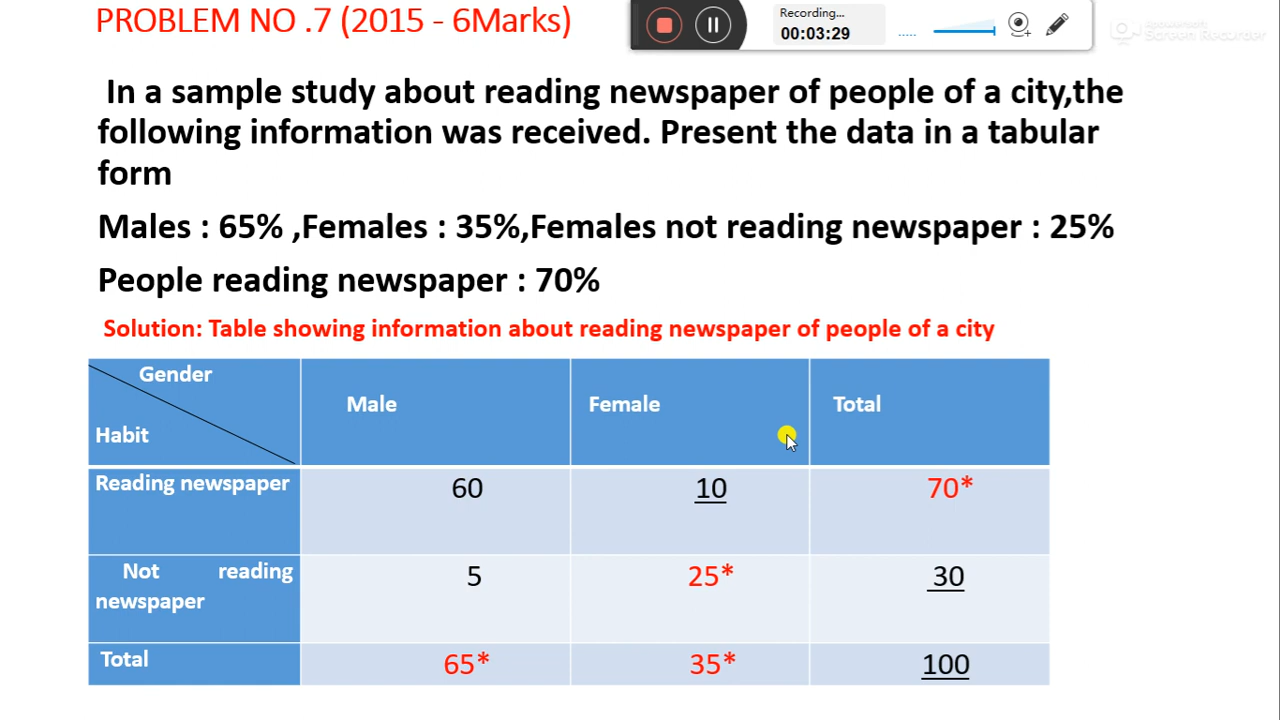 PROBLEM NO .7 (2015 - 6Marks)
Recording...
00:03:29
Apowersoft
Screen Recorder
In a sample study about reading newspaper of people of a city,the
following information was received. Present the data in a tabular
form
Males : 65% ,Females : 35%,Females not reading newspaper : 25%
People reading newspaper : 70%
Solution: Table showing information about reading newspaper of people of a city
Gender
Habit
Male
Female
Total
Reading newspaper
60
10
70*
Not reading
newspaper
5
25*
30
Total
65*
35*
100